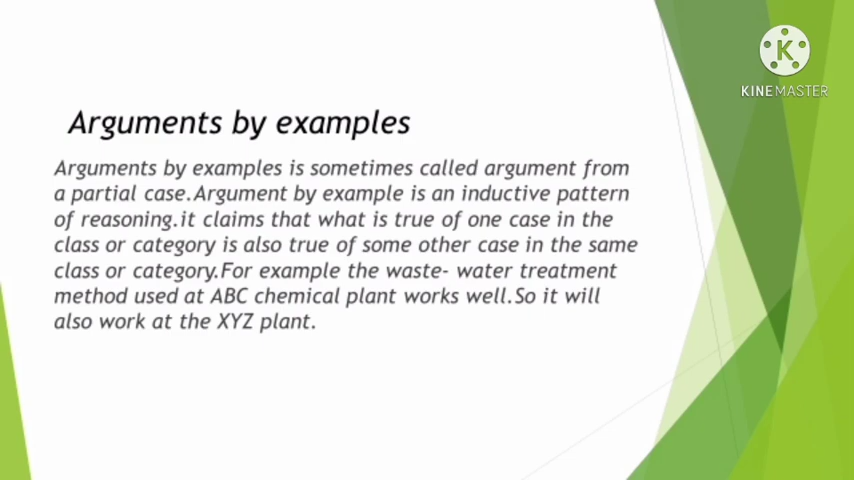 K
KINEMASTER
Arguments by examples
Arguments by examples is sometimes called argument from
a partial case.Argument by example is an inductive pattern
of reasoning.it claims that what is true of one case in the
class or category is also true of some other case in the same
class or category.For example the waste- water treatment
method used at ABC chemical plant works well.So it will
also work at the XYZ plant.